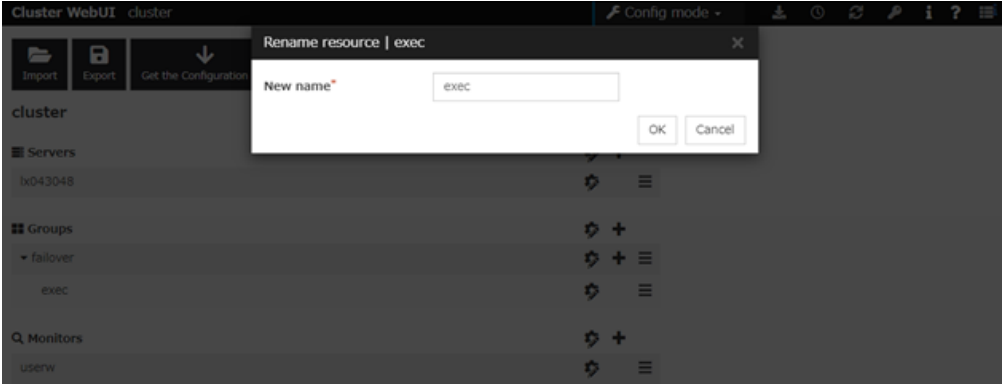 Cluster WebUI cluster Config mode
Rename resource | exec
Import Export Get the Configuration
New name* exec
cluster
OK Cancel
Servers
lx043048
Groups
failover
exec
Monitors
userw